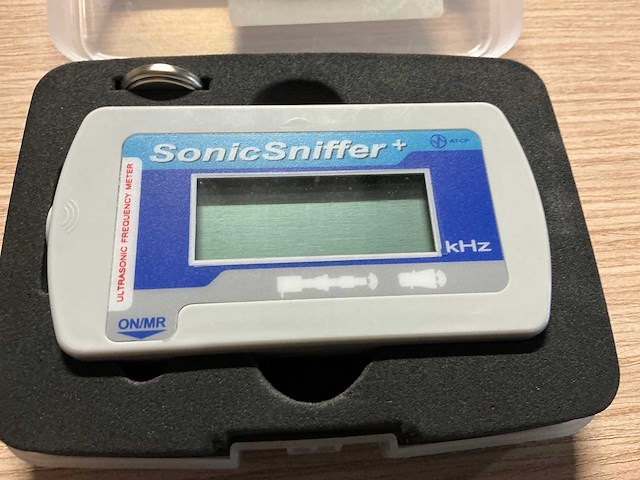 SonicSniffer+
ATCP
ULTRASONIC FREQUENCY METER
kHz
ON/MR